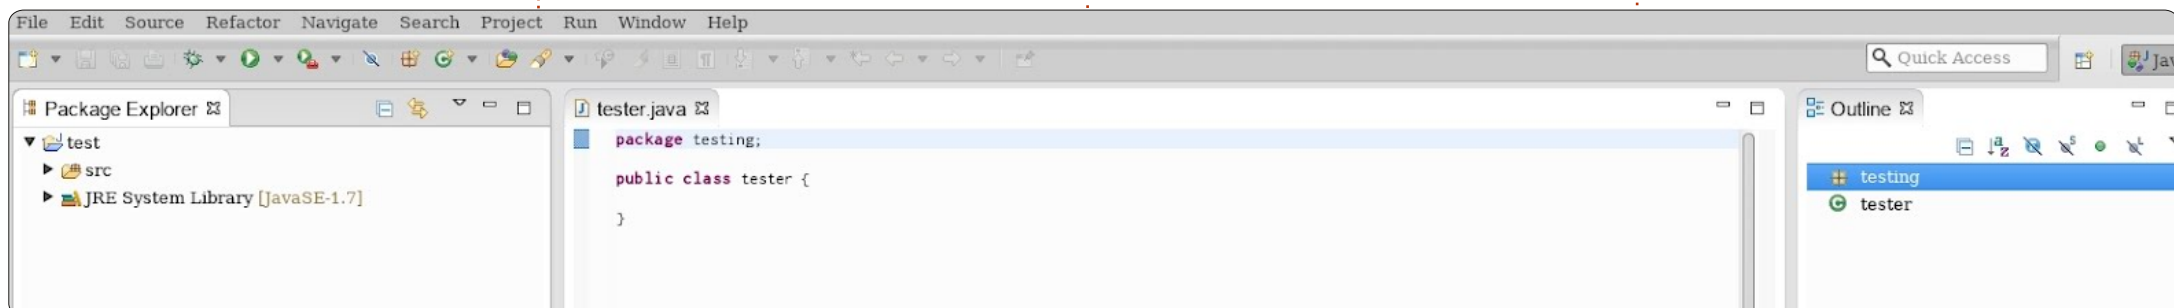 File Edit Source Refactor Navigate Search Project Run Window Help
Quick Access
Package Explorer
test
src
JRE System Library [JavaSE-1.7]
tester.java
package testing;
public class tester {
}
Outline
testing
tester